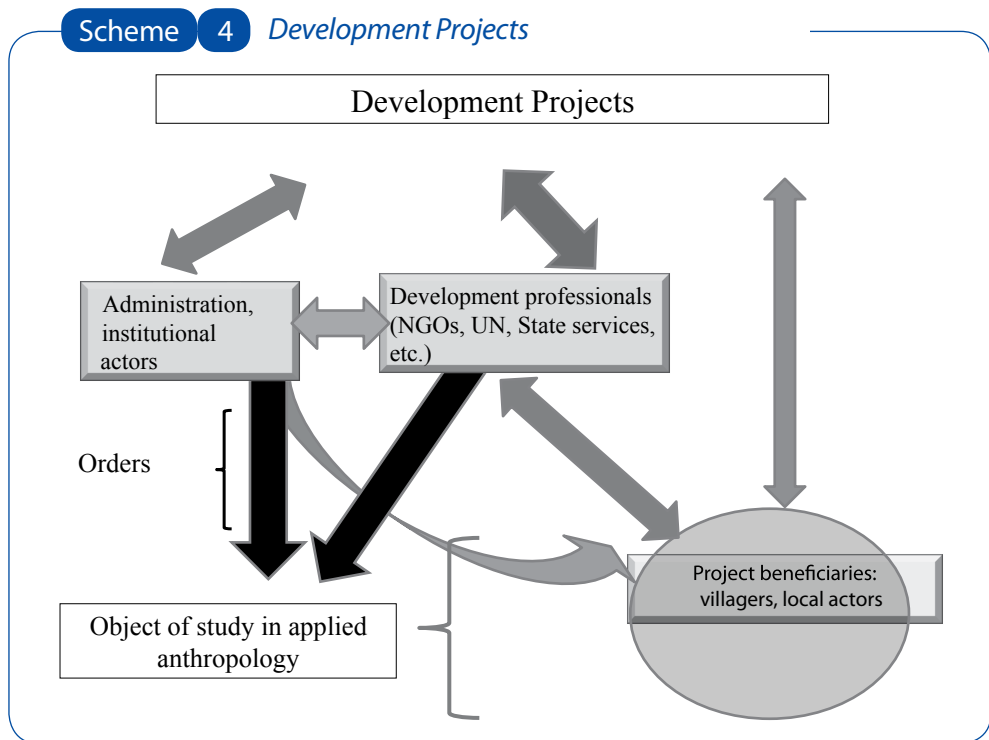 Scheme 4 Development Projects
Development Projects
Administration,
institutional
actors
Development professionals
(NGOs, UN, State services,
etc.)
Orders
Project beneficiaries:
villagers, local actors
Object of study in applied
anthropology